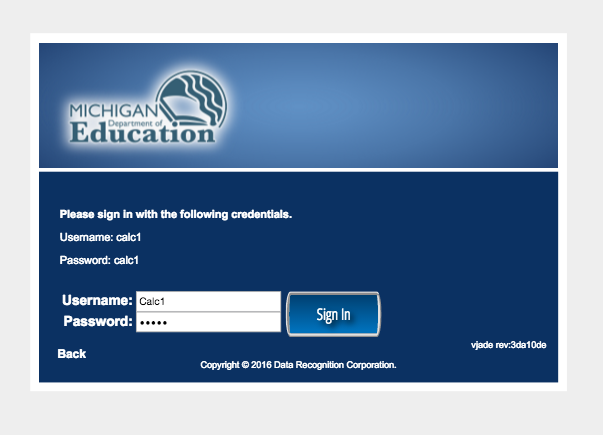 MICHIGAN
Department of
Education
Please sign in with the following credentials.
Username: calc1
Password: calc1
Username: Calc1
Sign In
Password: •••••
vjade rev:3da10de
Back
Copyright © 2016 Data Recognition Corporation.